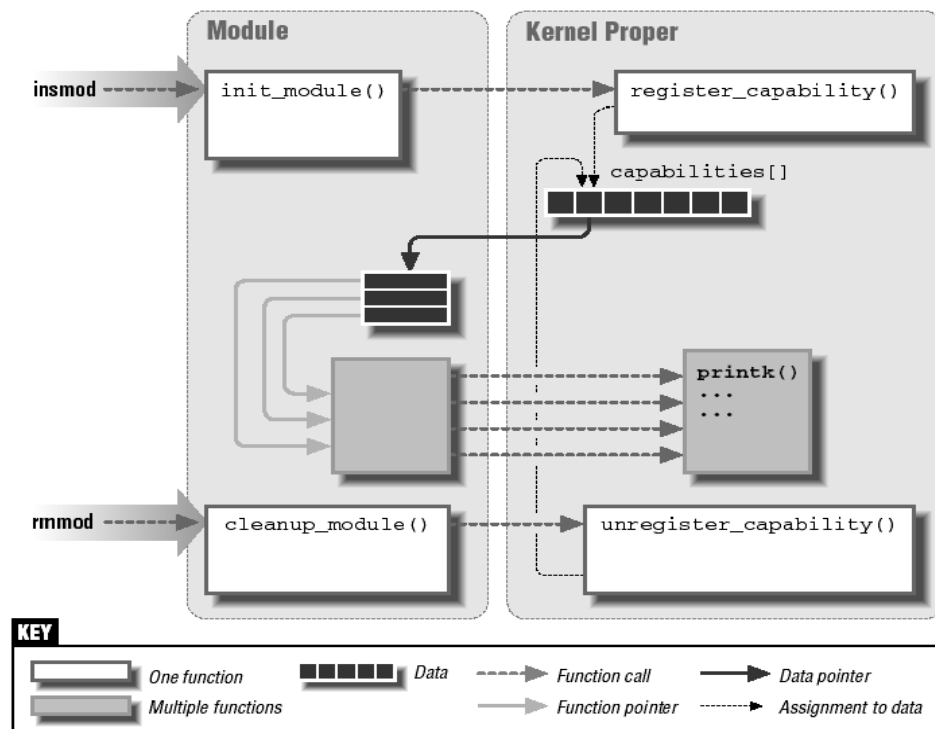 Module
Kernel Proper
insmod
init_module()
register_capability()
capabilities[]
printk()
...
...
rmmod
cleanup_module()
unregister_capability()
KEY
One function
Data
Function call
Data pointer
Multiple functions
Function pointer
Assignment to data